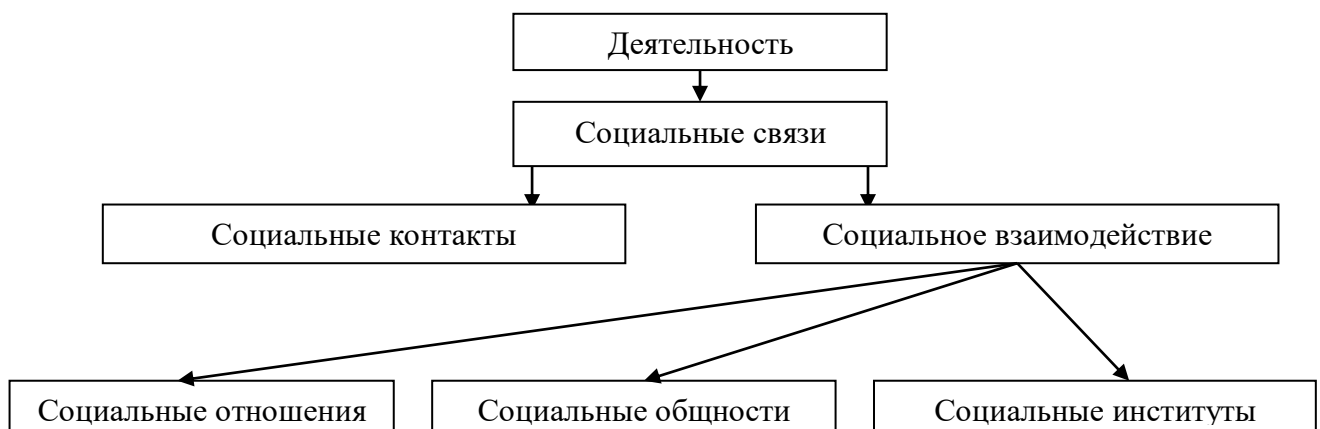 Деятельность
Социальные связи
Социальные контакты
Социальное взаимодействие
Социальные отношения
Социальные общности
Социальные институты